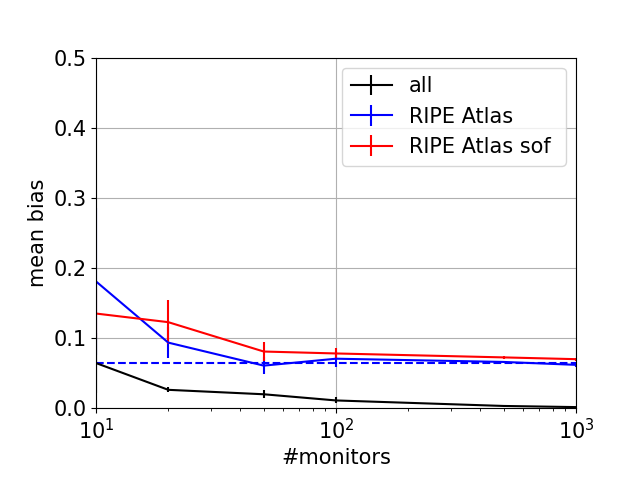 0.5
0.4
0.3
0.2
0.1
0.0
mean bias
all
RIPE Atlas
RIPE Atlas sof
10¹
10²
10³
#monitors